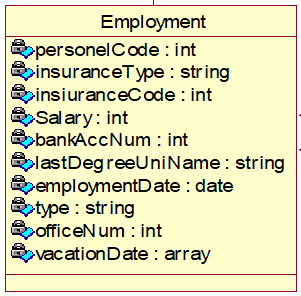 Employment
personelCode : int
insuranceType : string
insiuranceCode : int
Salary : int
bankAccNum : int
lastDegreeUniName : string
employmentDate : date
type : string
officeNum : int
vacationDate : array